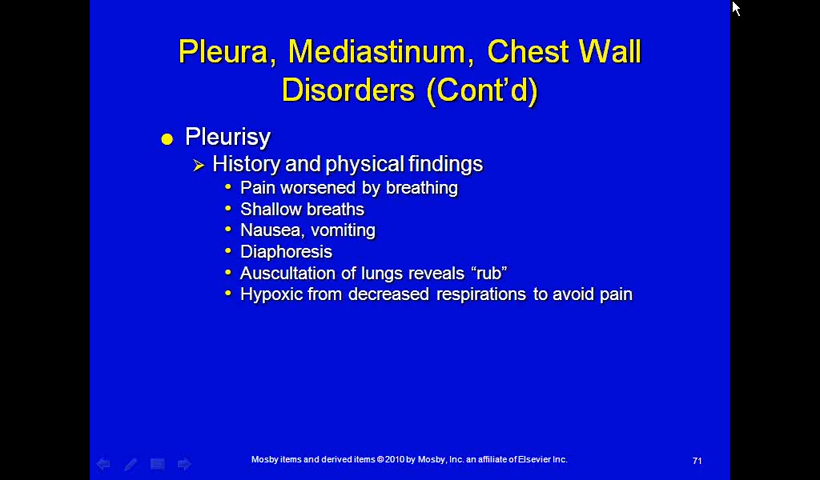 Pleura, Mediastinum, Chest Wall
Disorders (Cont’d)
Pleurisy
History and physical findings
Pain worsened by breathing
Shallow breaths
Nausea, vomiting
Diaphoresis
Auscultation of lungs reveals “rub”
Hypoxic from decreased respirations to avoid pain
Mosby items and derived items © 2010 by Mosby, Inc. an affiliate of Elsevier Inc.
71